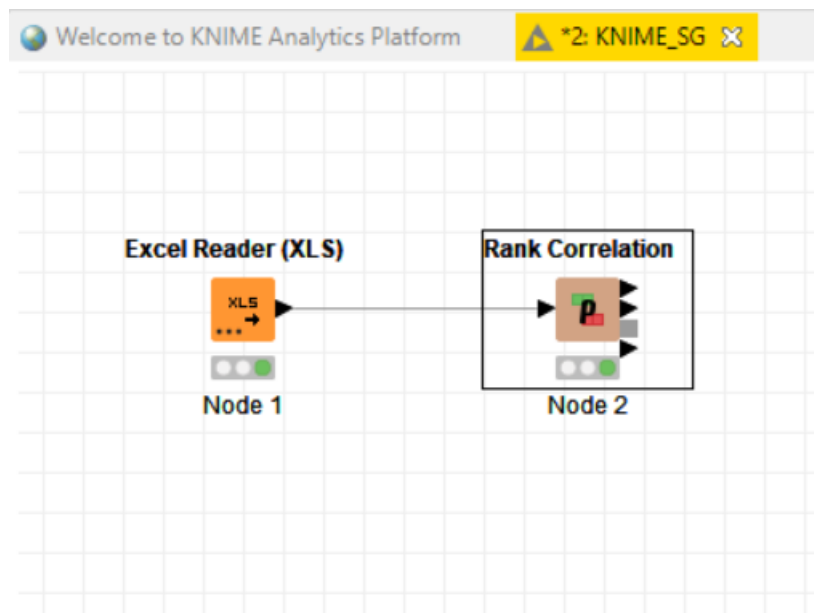 Welcome to KNIME Analytics Platform
*2: KNIME_SG
Excel Reader (XLS)
Rank Correlation
XLS
p
Node 1
Node 2